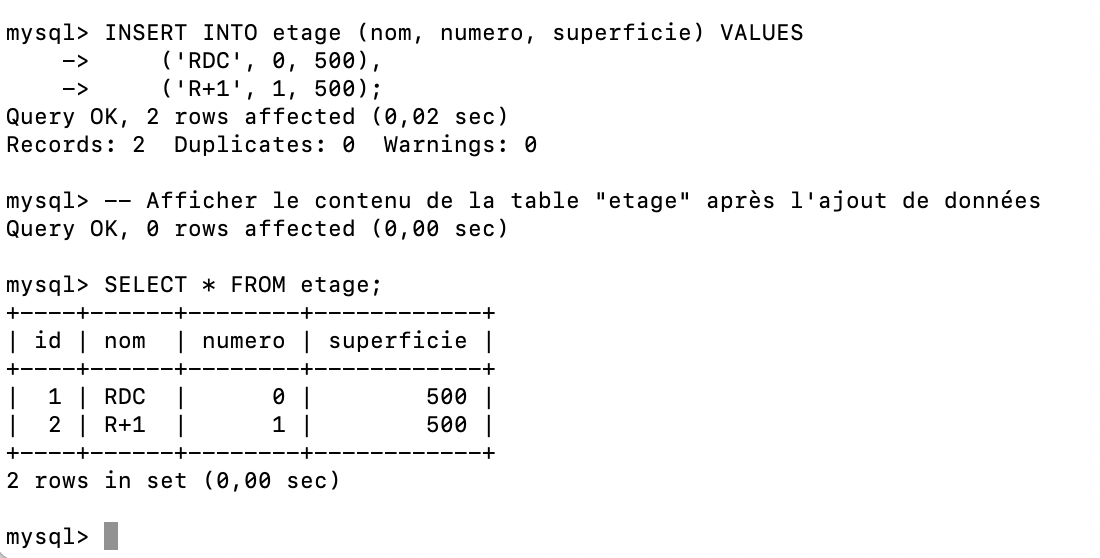 mysql> INSERT INTO etage (nom, numero, superficie) VALUES
    ->     ('RDC', 0, 500),
    ->     ('R+1', 1, 500);
Query OK, 2 rows affected (0,02 sec)
Records: 2  Duplicates: 0  Warnings: 0

mysql> -- Afficher le contenu de la table "etage" après l'ajout de données
Query OK, 0 rows affected (0,00 sec)

mysql> SELECT * FROM etage;
+----+------+--------+------------+
| id | nom  | numero | superficie |
+----+------+--------+------------+
|  1 | RDC  |      0 |        500 |
|  2 | R+1  |      1 |        500 |
+----+------+--------+------------+
2 rows in set (0,00 sec)

mysql>